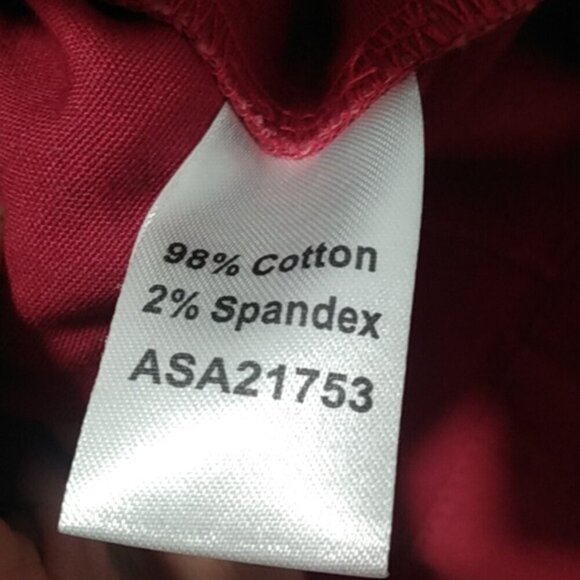 98% Cotton
2% Spandex
ASA21753